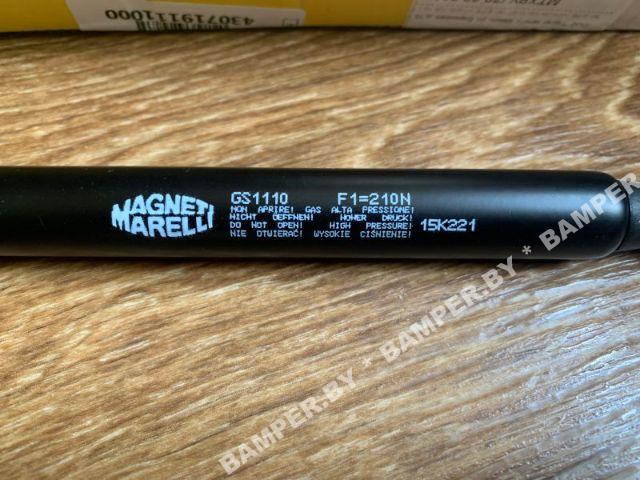 430719111000
MAGNETI
MARELLI
GS1110 F1=210N
NON APRIRE! GAS ALTA PRESSIONE!
NICHT OEFFNEN! HOHER DRUCK!
DO NOT OPEN! HIGH PRESSURE!
NIE OTWIERAĆ! WYSOKIE CIŚNIENIE!
15K221
BAMPER.BY * BAMPER.BY * BAMPER.BY